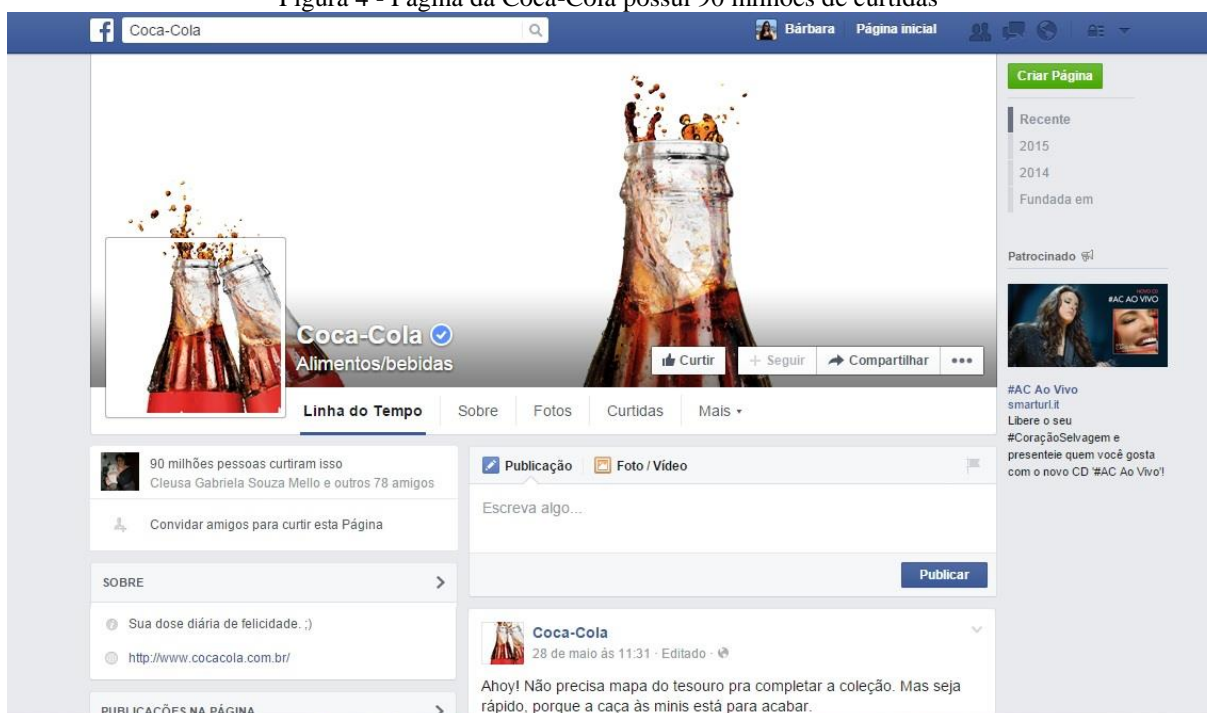 Figura 4 - Página da Coca-Cola possui 90 milhões de curtidas
Coca-Cola
Bárbara Página inicial
Criar Página
Recente
2015
2014
Fundada em
Patrocinado
NOVO CD
#AC AO VIVO
#AC Ao Vivo
smarturl.it
Libere o seu
#CoraçãoSelvagem e
presenteie quem você gosta
com o novo CD '#AC Ao Vivo'!
Coca-Cola
Alimentos/bebidas
Curtir + Seguir Compartilhar
Linha do Tempo Sobre Fotos Curtidas Mais
90 milhões pessoas curtiram isso
Cleusa Gabriela Souza Mello e outros 78 amigos
Convidar amigos para curtir esta Página
SOBRE
Sua dose diária de felicidade. ;)
http://www.cocacola.com.br/
PUBLICAÇÕES NA PÁGINA
Publicação Foto / Vídeo
Escreva algo...
Publicar
Coca-Cola
28 de maio às 11:31 · Editado ·
Ahoy! Não precisa mapa do tesouro pra completar a coleção. Mas seja
rápido, porque a caça às minis está para acabar.